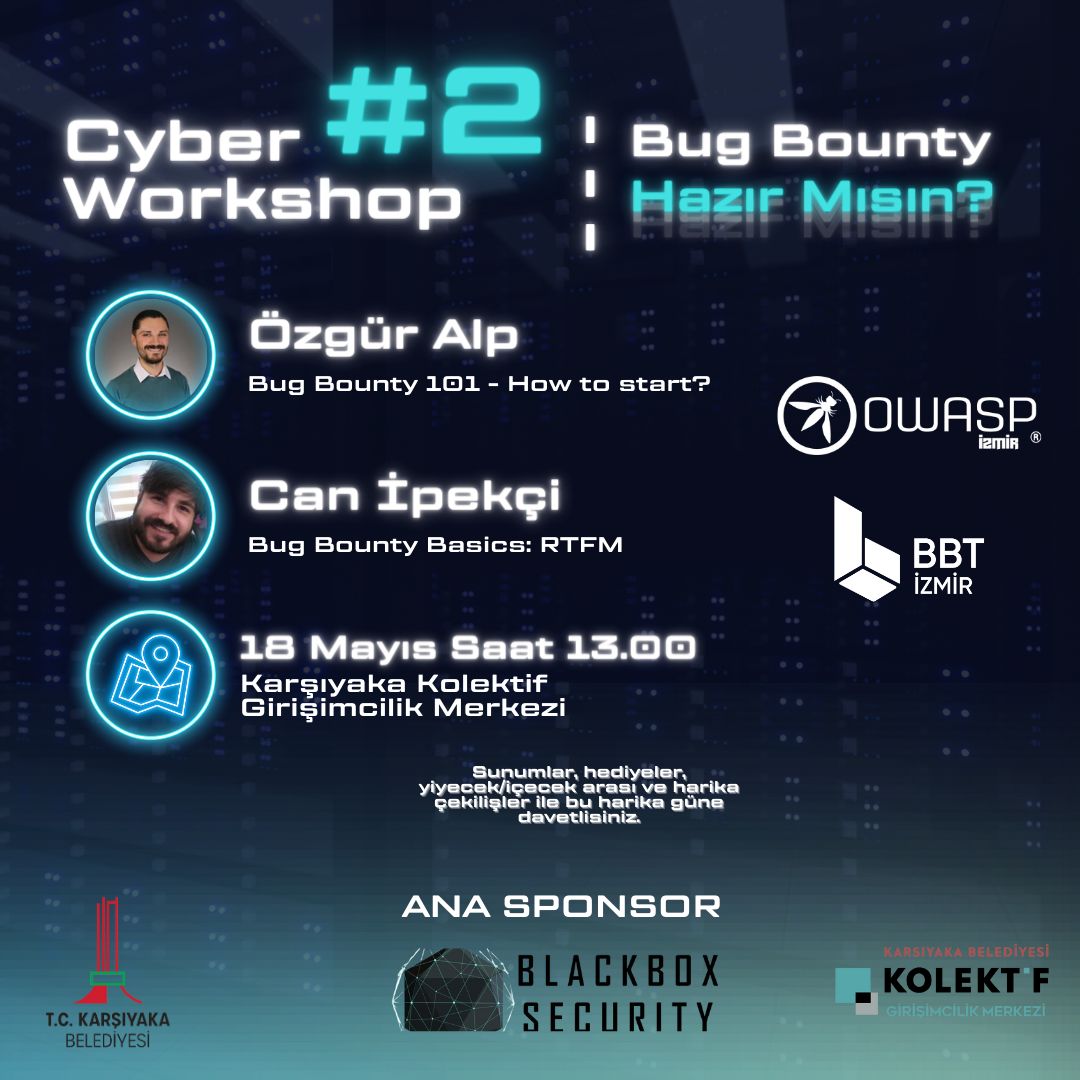 #2
Cyber
Workshop
Bug Bounty
Hazır Mısın?
Özgür Alp
Bug Bounty 101 - How to start?
Can İpekçi
Bug Bounty Basics: RTFM
OWASP
İZMİR ®
BBT
İZMİR
18 Mayıs Saat 13.00
Karşıyaka Kolektif
Girişimcilik Merkezi
Sunumlar, hediyeler,
yiyecek/içecek arası ve harika
çekilişler ile bu harika güne
davetlisiniz.
ANA SPONSOR
BLACKBOX
SECURITY
T.C. KARŞIYAKA
BELEDİYESİ
KARŞIYAKA BELEDİYESİ
KOLEKTİF
GİRİŞİMCİLİK MERKEZİ